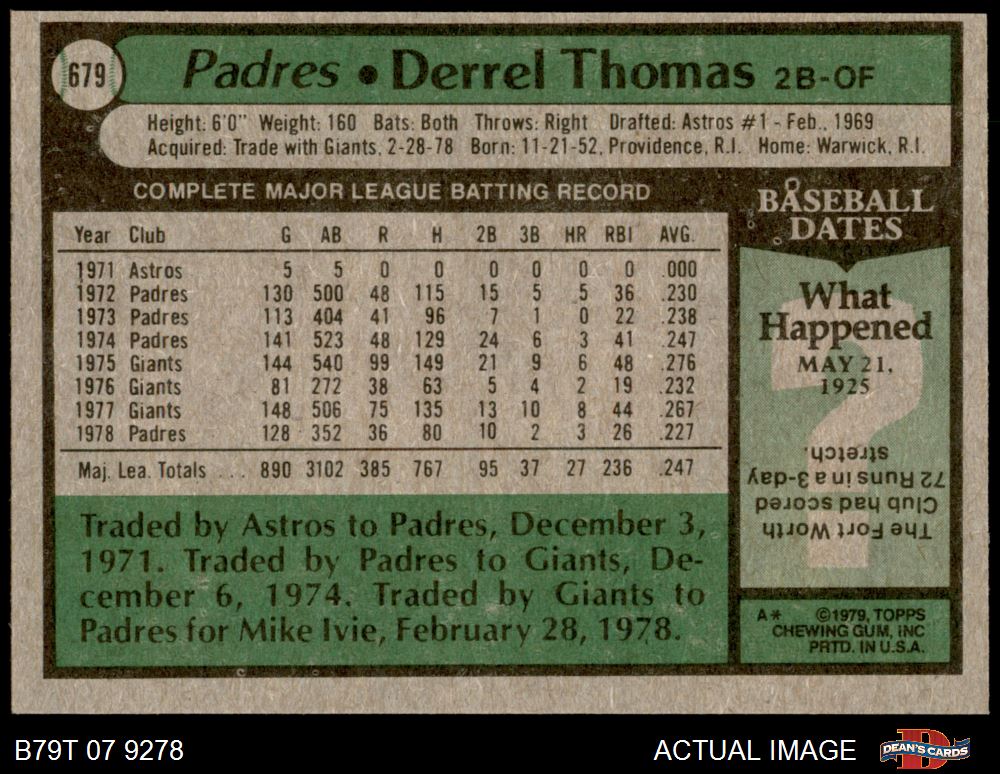 679
Padres • Derrel Thomas 2B-OF
Height: 6'0" Weight: 160 Bats: Both Throws: Right Drafted: Astros #1 - Feb., 1969
Acquired: Trade with Giants, 2-28-78 Born: 11-21-52, Providence, R.I. Home: Warwick, R.I.
COMPLETE MAJOR LEAGUE BATTING RECORD
Year Club G AB R H 2B 3B HR RBI AVG.
1971 Astros 5 5 0 0 0 0 0 0 .000
1972 Padres 130 500 48 115 15 5 5 36 .230
1973 Padres 113 404 41 96 7 1 0 22 .238
1974 Padres 141 523 48 129 24 6 3 41 .247
1975 Giants 144 540 99 149 21 9 6 48 .276
1976 Giants 81 272 38 63 5 4 2 19 .232
1977 Giants 148 506 75 135 13 10 8 44 .267
1978 Padres 128 352 36 80 10 2 3 26 .227
Maj. Lea. Totals ... 890 3102 385 767 95 37 27 236 .247
Traded by Astros to Padres, December 3,
1971. Traded by Padres to Giants, De-
cember 6, 1974. Traded by Giants to
Padres for Mike Ivie, February 28, 1978.
BASEBALL
DATES
What
Happened
MAY 21,
1925
The Fort Worth
Club had scored
72 Runs in a 3-day
stretch.
A* ©1979, TOPPS
CHEWING GUM, INC
PRTD. IN U.S.A.
B79T 07 9278
ACTUAL IMAGE
DEAN'S CARDS